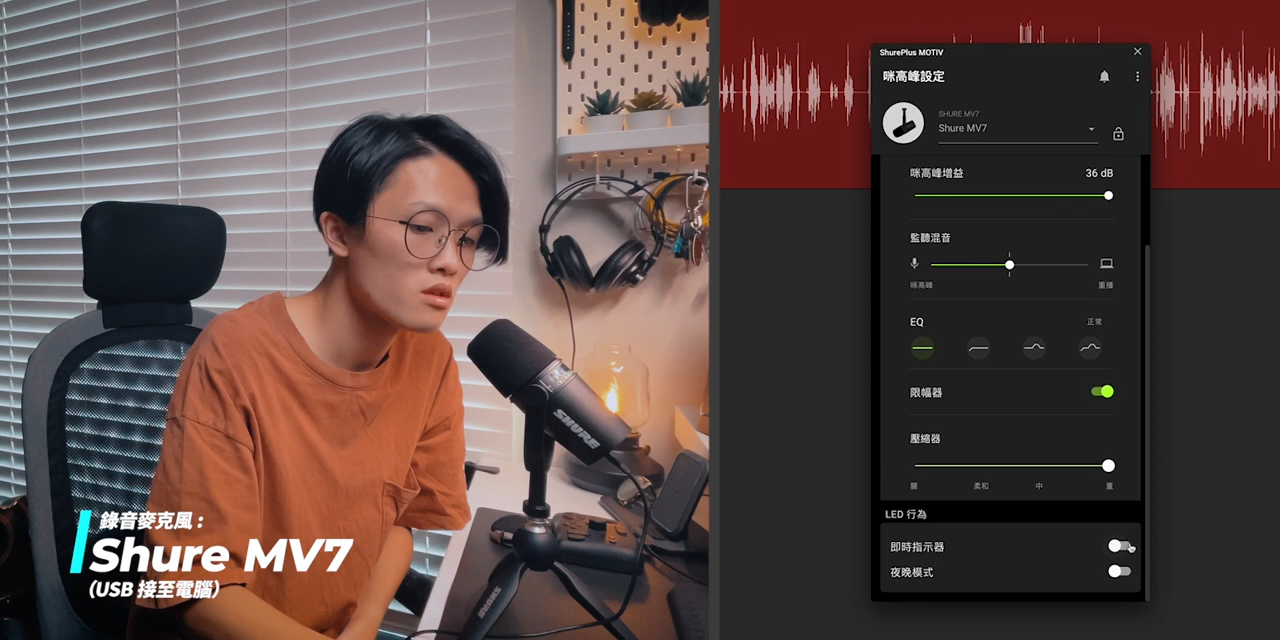 SHURE
SHURE
錄音麥克風：
Shure MV7
（USB 接至電腦）
ShurePlus MOTIV
咪高峰設定
SHURE MV7
Shure MV7
咪高峰增益
36 dB
監聽混音
咪高峰
重播
EQ
正常
限幅器
壓縮器
關
柔和
中
重
LED 行為
即時指示器
夜晚模式